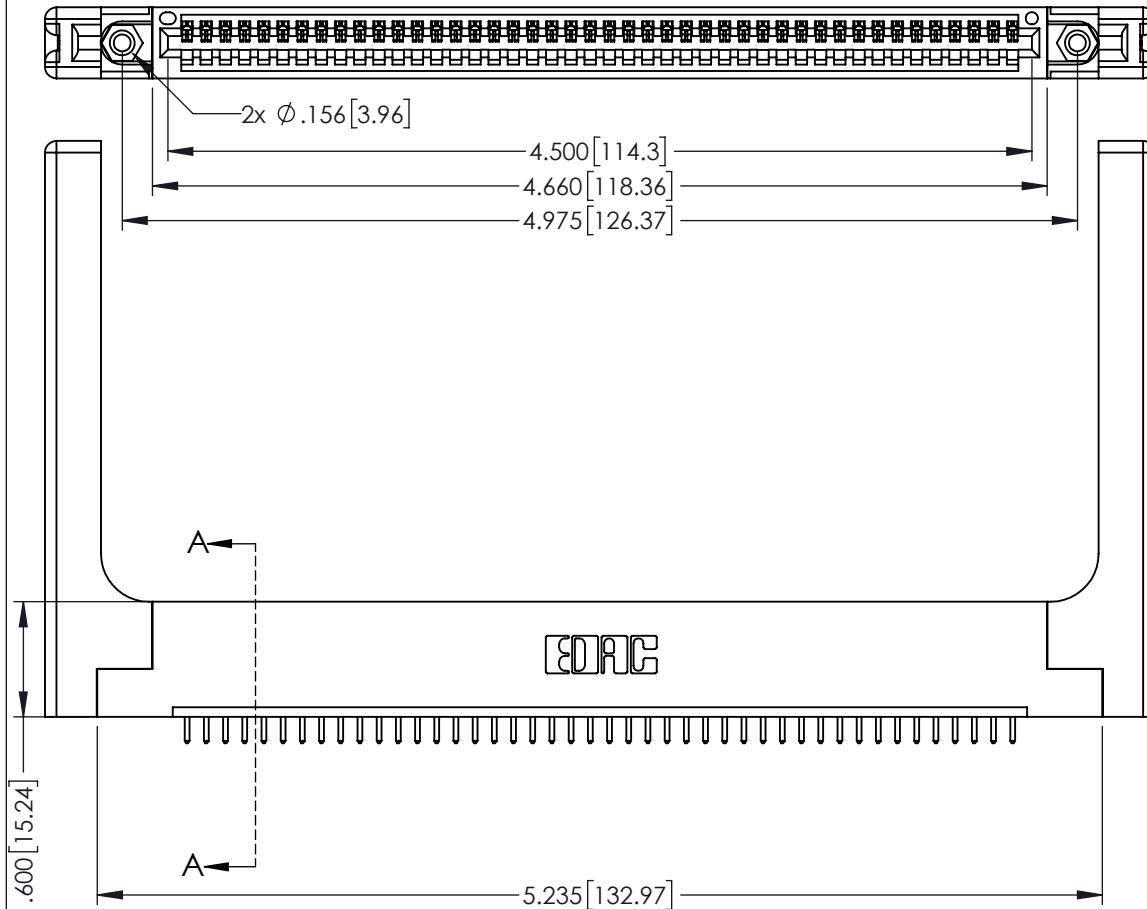 2x ⌀.156[3.96]
4.500[114.3]
4.660[118.36]
4.975[126.37]
A
EDAC
.600[15.24]
A
5.235[132.97]